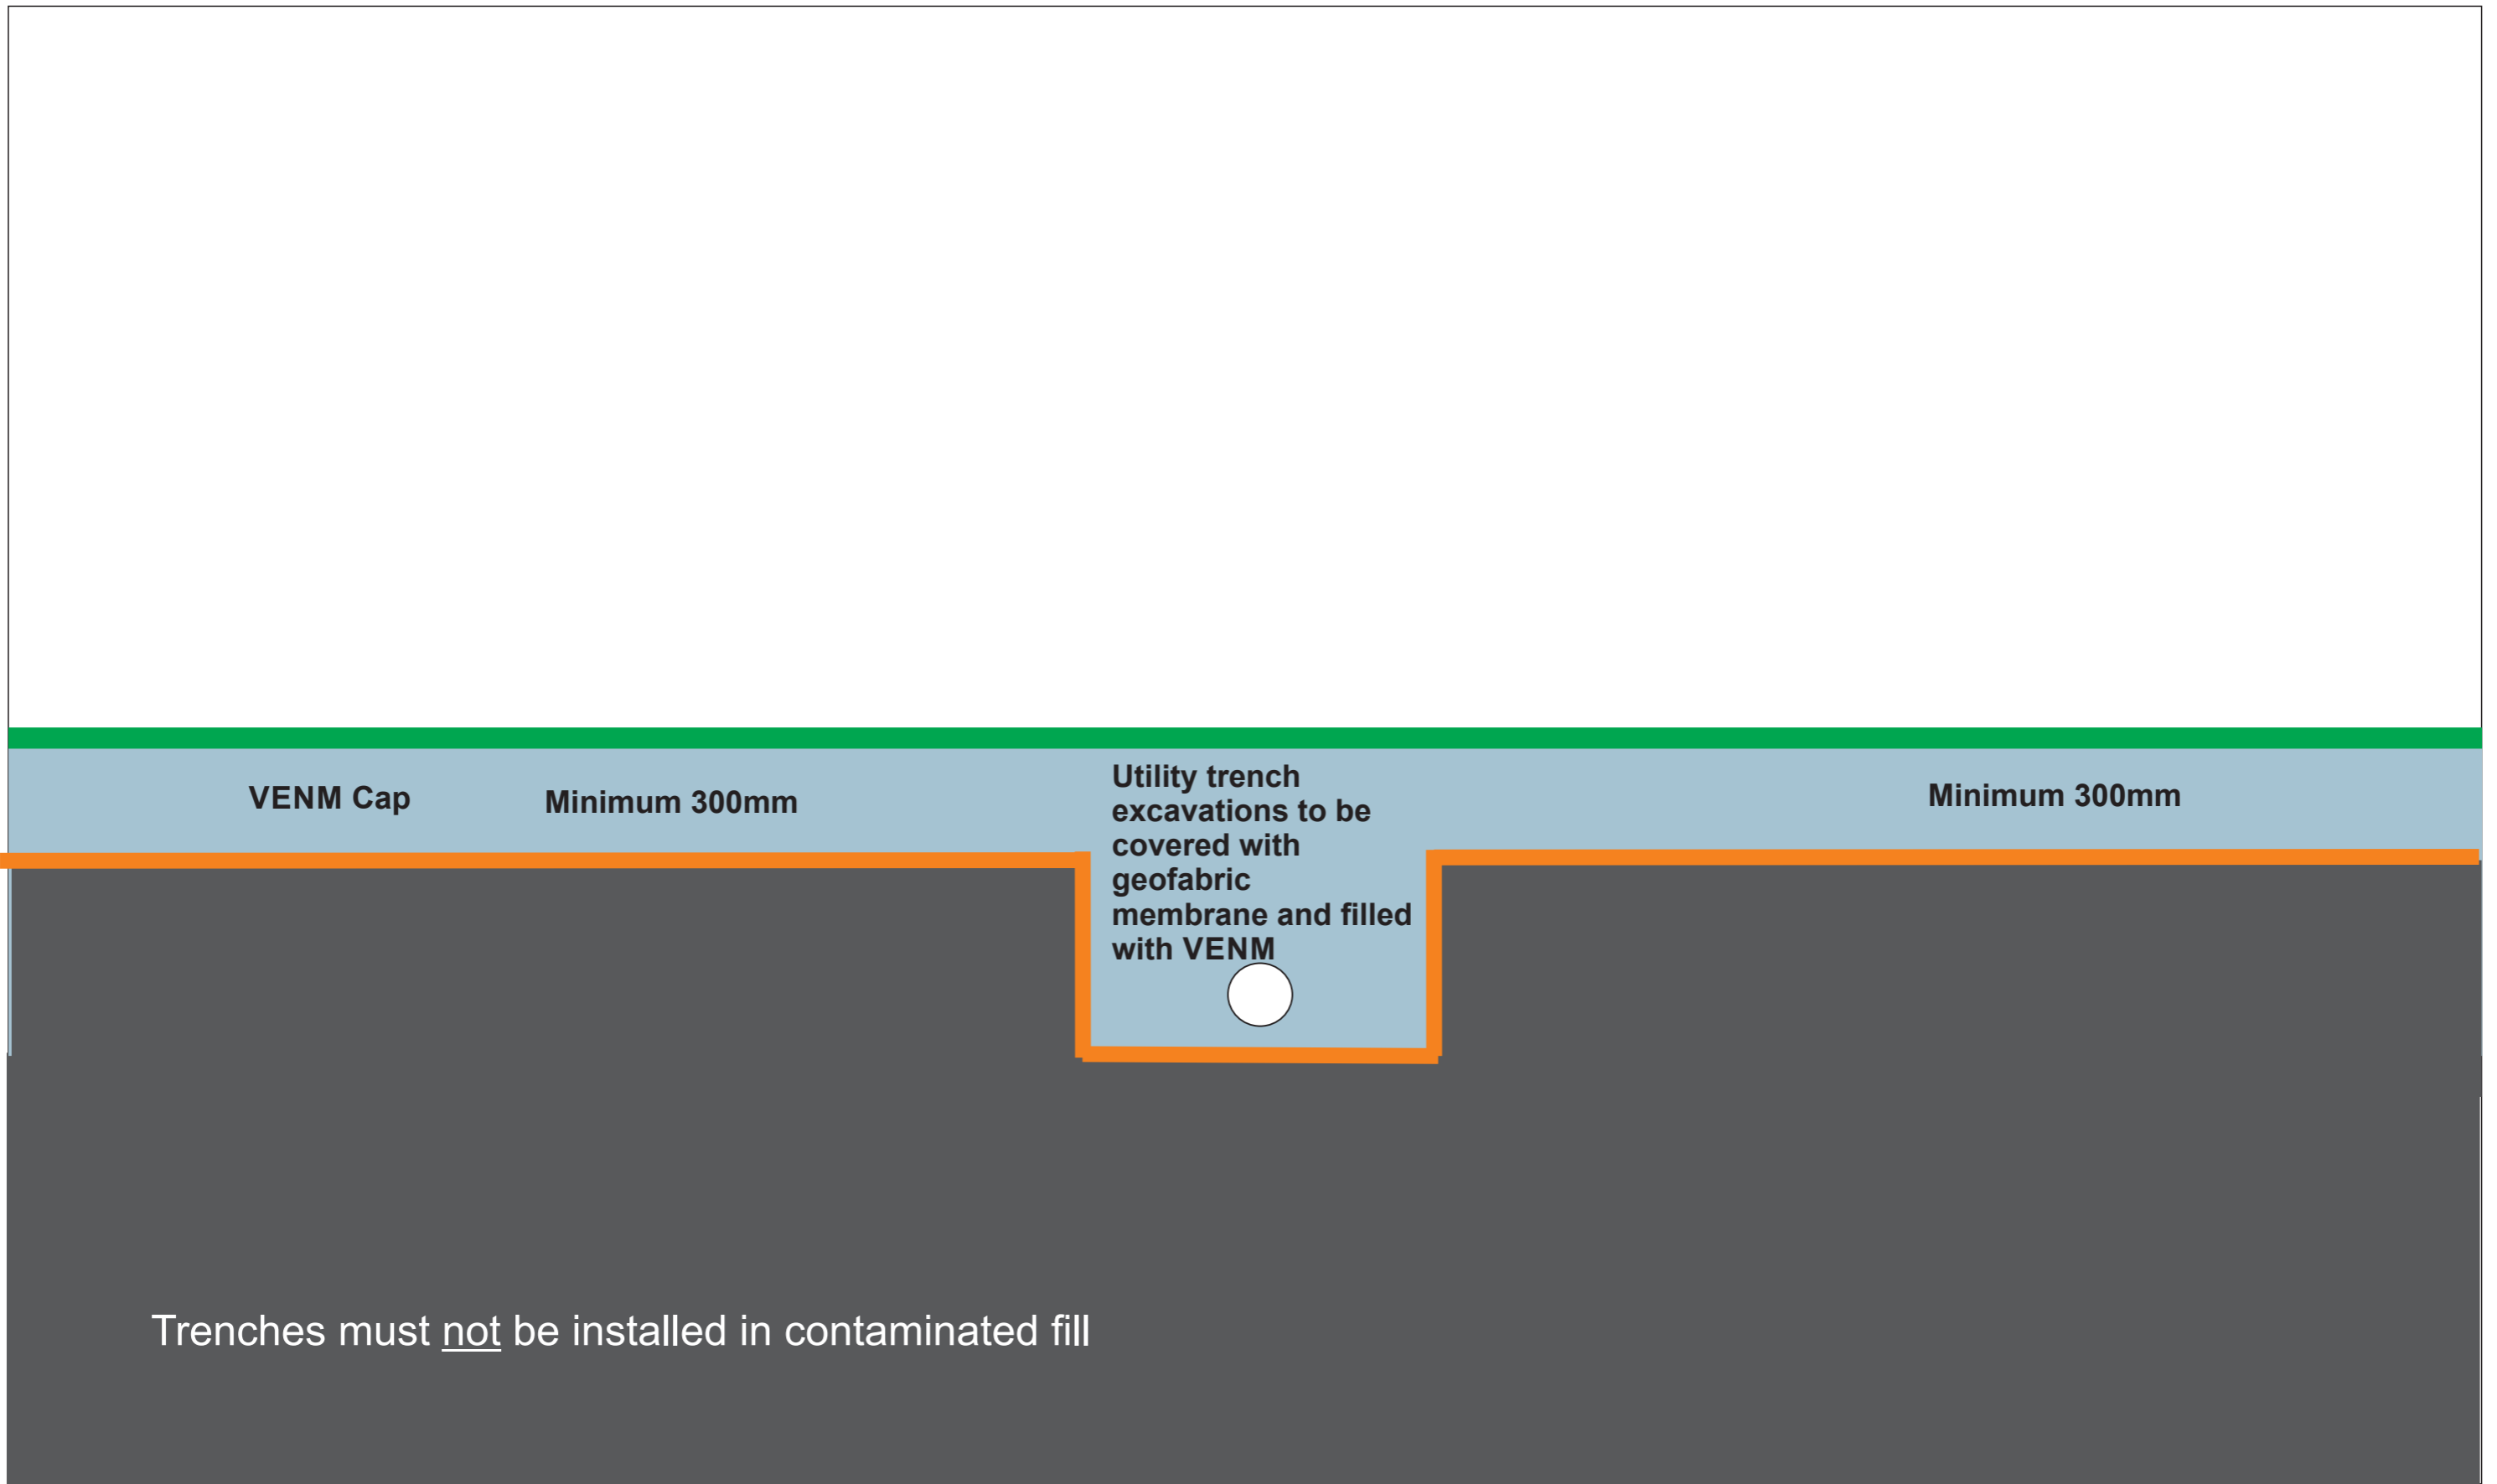 VENM Cap
Minimum 300mm
Utility trench
excavations to be
covered with
geofabric
membrane and filled
with VENM
Minimum 300mm
Trenches must not be installed in contaminated fill